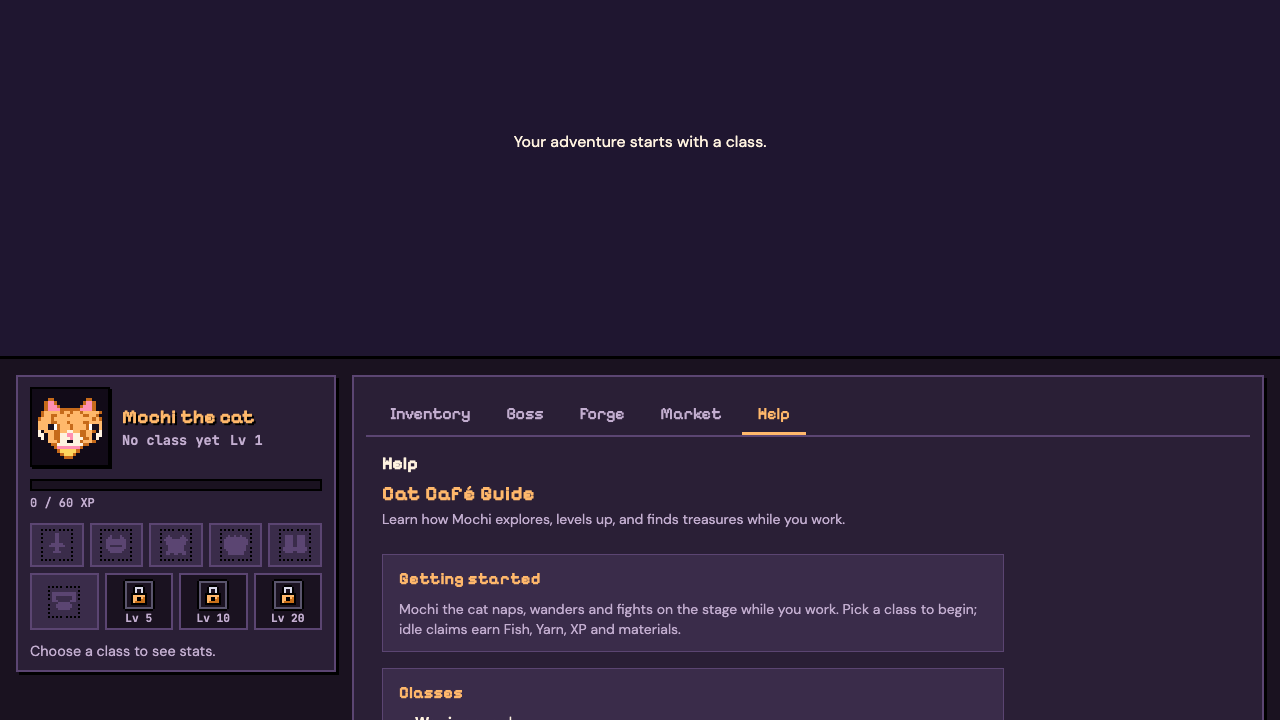 Your adventure starts with a class.
Mochi the cat
No class yet Lv 1
0 / 60 XP
Lv 5
Lv 10
Lv 20
Choose a class to see stats.
Inventory
Boss
Forge
Market
Help
Help
Cat Café Guide
Learn how Mochi explores, levels up, and finds treasures while you work.
Getting started
Mochi the cat naps, wanders and fights on the stage while you work. Pick a class to begin;
idle claims earn Fish, Yarn, XP and materials.
Classes